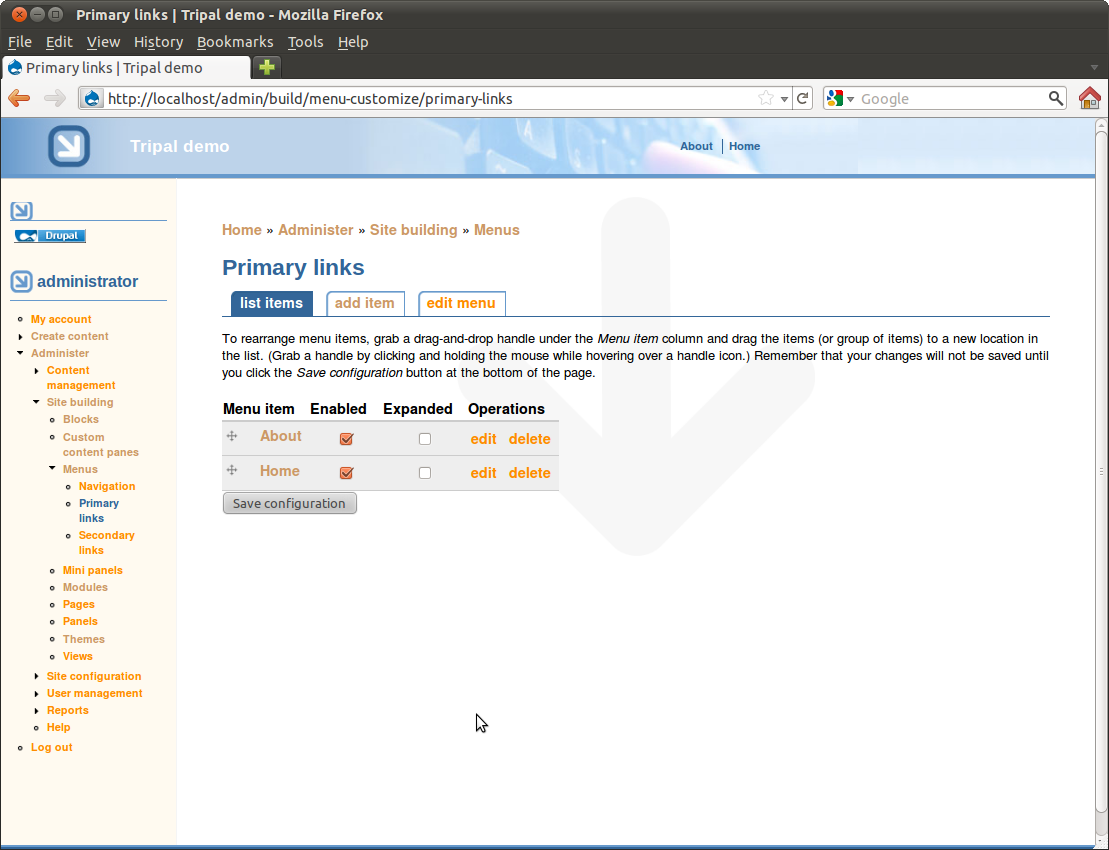 Primary links | Tripal demo - Mozilla Firefox
File Edit View History Bookmarks Tools Help
Primary links | Tripal demo
http://localhost/admin/build/menu-customize/primary-links
Google
Tripal demo
About Home
Drupal
administrator
My account
Create content
Administer
Content
management
Site building
Blocks
Custom
content panes
Menus
Navigation
Primary
links
Secondary
links
Mini panels
Modules
Pages
Panels
Themes
Views
Site configuration
User management
Reports
Help
Log out
Home » Administer » Site building » Menus
Primary links
list items add item edit menu
To rearrange menu items, grab a drag-and-drop handle under the Menu item column and drag the items (or group of items) to a new location in
the list. (Grab a handle by clicking and holding the mouse while hovering over a handle icon.) Remember that your changes will not be saved until
you click the Save configuration button at the bottom of the page.
Menu item Enabled Expanded Operations
About edit delete
Home edit delete
Save configuration